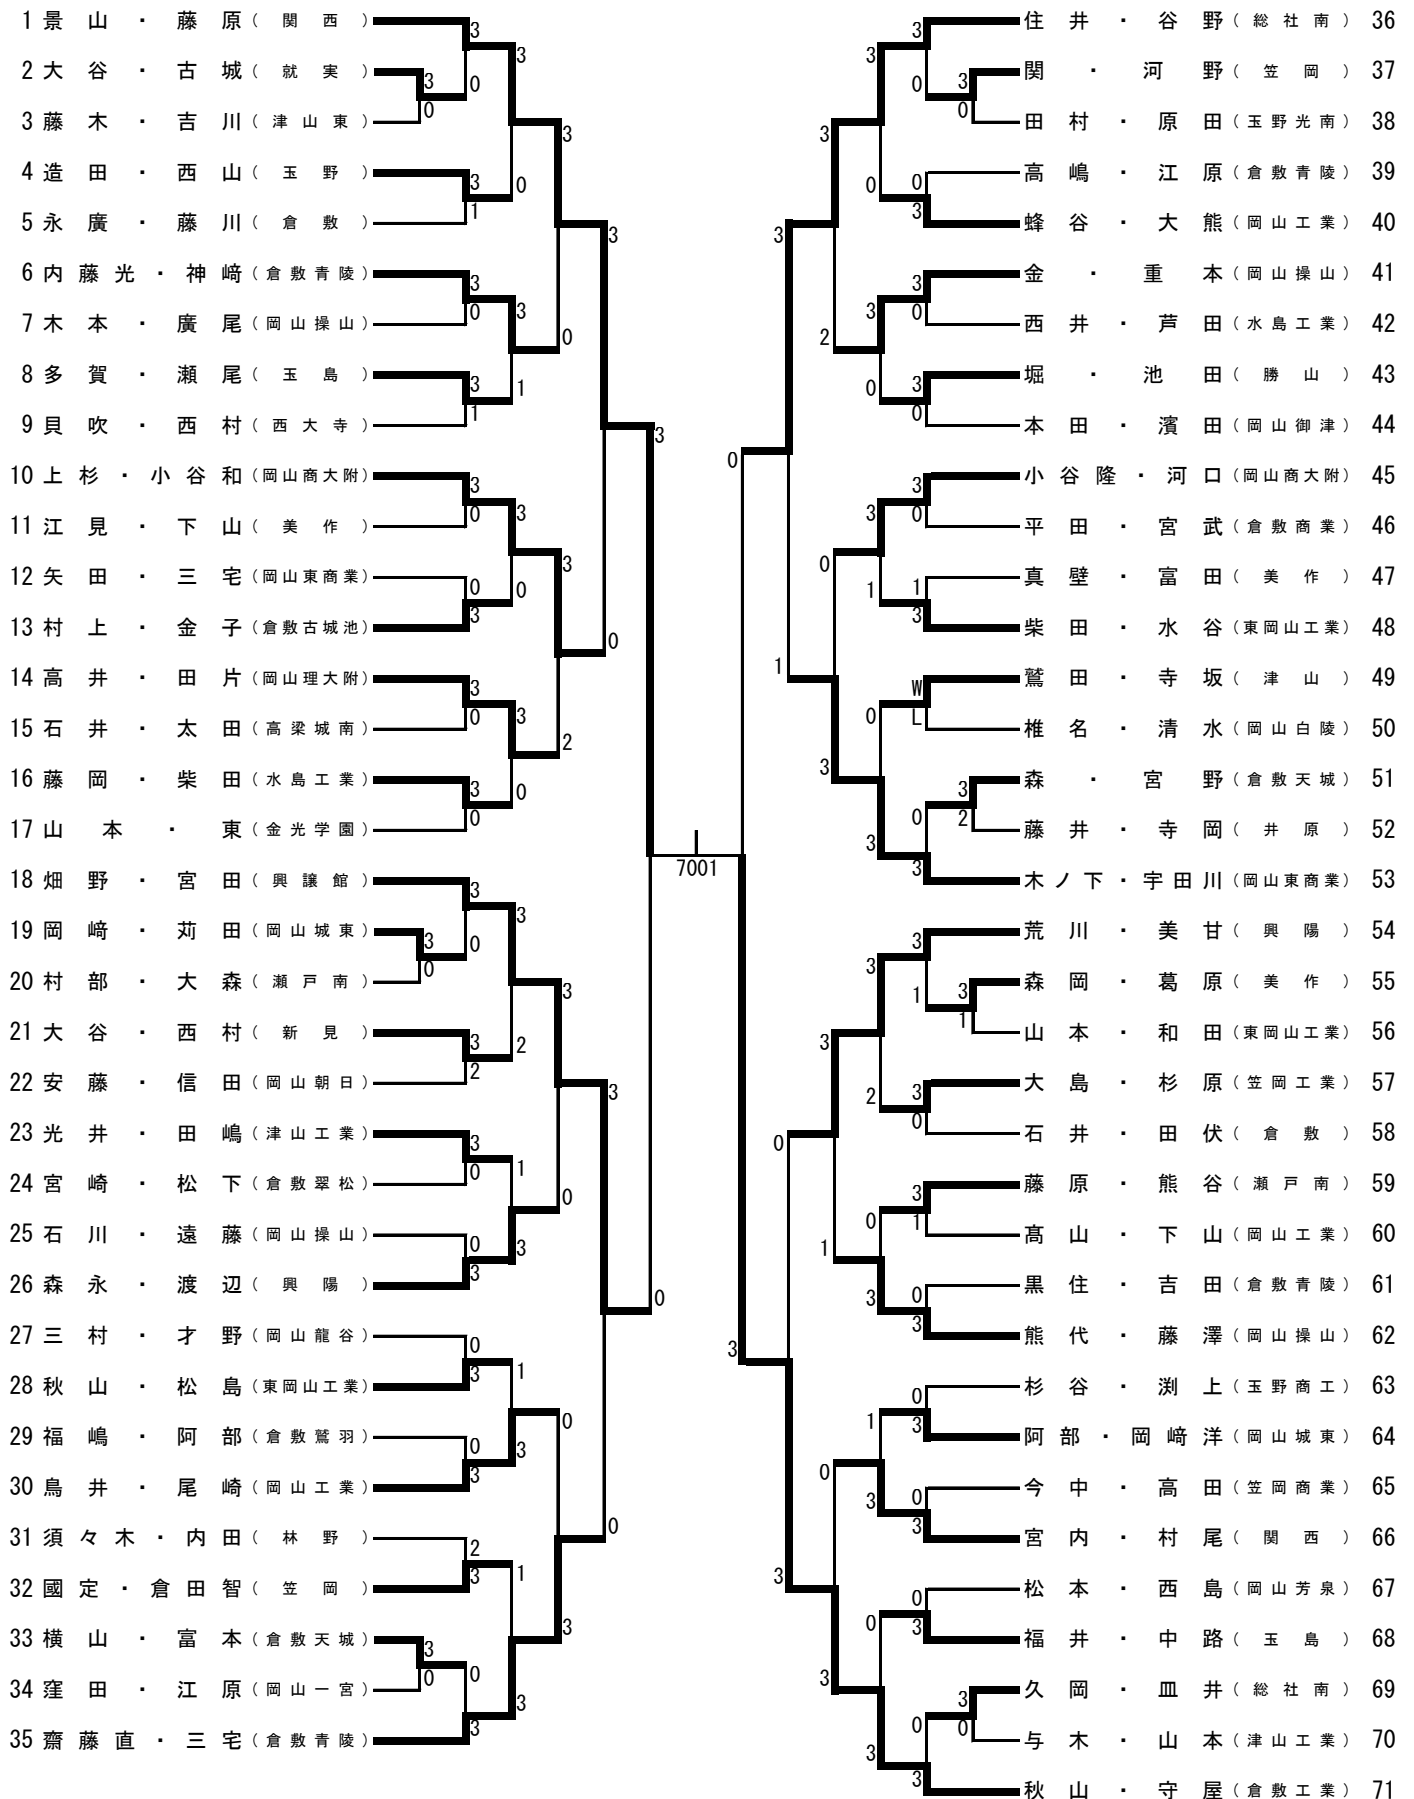 1 景山・藤原（関西）
2 大谷・古城（就実）
3 藤木・吉川（津山東）
4 造田・西山（玉野）
5 永廣・藤川（倉敷）
6 内藤光・神﨑（倉敷青陵）
7 木本・廣尾（岡山操山）
8 多賀・瀬尾（玉島）
9 貝吹・西村（西大寺）
10 上杉・小谷和（岡山商大附）
11 江見・下山（美作）
12 矢田・三宅（岡山東商業）
13 村上・金子（倉敷古城池）
14 高井・田片（岡山理大附）
15 石井・太田（高梁城南）
16 藤岡・柴田（水島工業）
17 山本・東（金光学園）
18 畑野・宮田（興譲館）
19 岡﨑・苅田（岡山城東）
20 村部・大森（瀬戸南）
21 大谷・西村（新見）
22 安藤・信田（岡山朝日）
23 光井・田嶋（津山工業）
24 宮崎・松下（倉敷翠松）
25 石川・遠藤（岡山操山）
26 森永・渡辺（興陽）
27 三村・才野（岡山龍谷）
28 秋山・松島（東岡山工業）
29 福嶋・阿部（倉敷鷲羽）
30 鳥井・尾崎（岡山工業）
31 須々木・内田（林野）
32 國定・倉田智（笠岡）
33 横山・富本（倉敷天城）
34 窪田・江原（岡山一宮）
35 齋藤直・三宅（倉敷青陵）
7001
住井・谷野（総社南） 36
関・河野（笠岡） 37
田村・原田（玉野光南） 38
高嶋・江原（倉敷青陵） 39
蜂谷・大熊（岡山工業） 40
金・重本（岡山操山） 41
西井・芦田（水島工業） 42
堀・池田（勝山） 43
本田・濱田（岡山御津） 44
小谷隆・河口（岡山商大附） 45
平田・宮武（倉敷商業） 46
真壁・富田（美作） 47
柴田・水谷（東岡山工業） 48
鷲田・寺坂（津山） 49
椎名・清水（岡山白陵） 50
森・宮野（倉敷天城） 51
藤井・寺岡（井原） 52
木ノ下・宇田川（岡山東商業） 53
荒川・美甘（興陽） 54
森岡・葛原（美作） 55
山本・和田（東岡山工業） 56
大島・杉原（笠岡工業） 57
石井・田伏（倉敷） 58
藤原・熊谷（瀬戸南） 59
髙山・下山（岡山工業） 60
黒住・吉田（倉敷青陵） 61
熊代・藤澤（岡山操山） 62
杉谷・渕上（玉野商工） 63
阿部・岡﨑洋（岡山城東） 64
今中・高田（笠岡商業） 65
宮内・村尾（関西） 66
松本・西島（岡山芳泉） 67
福井・中路（玉島） 68
久岡・皿井（総社南） 69
与木・山本（津山工業） 70
秋山・守屋（倉敷工業） 71